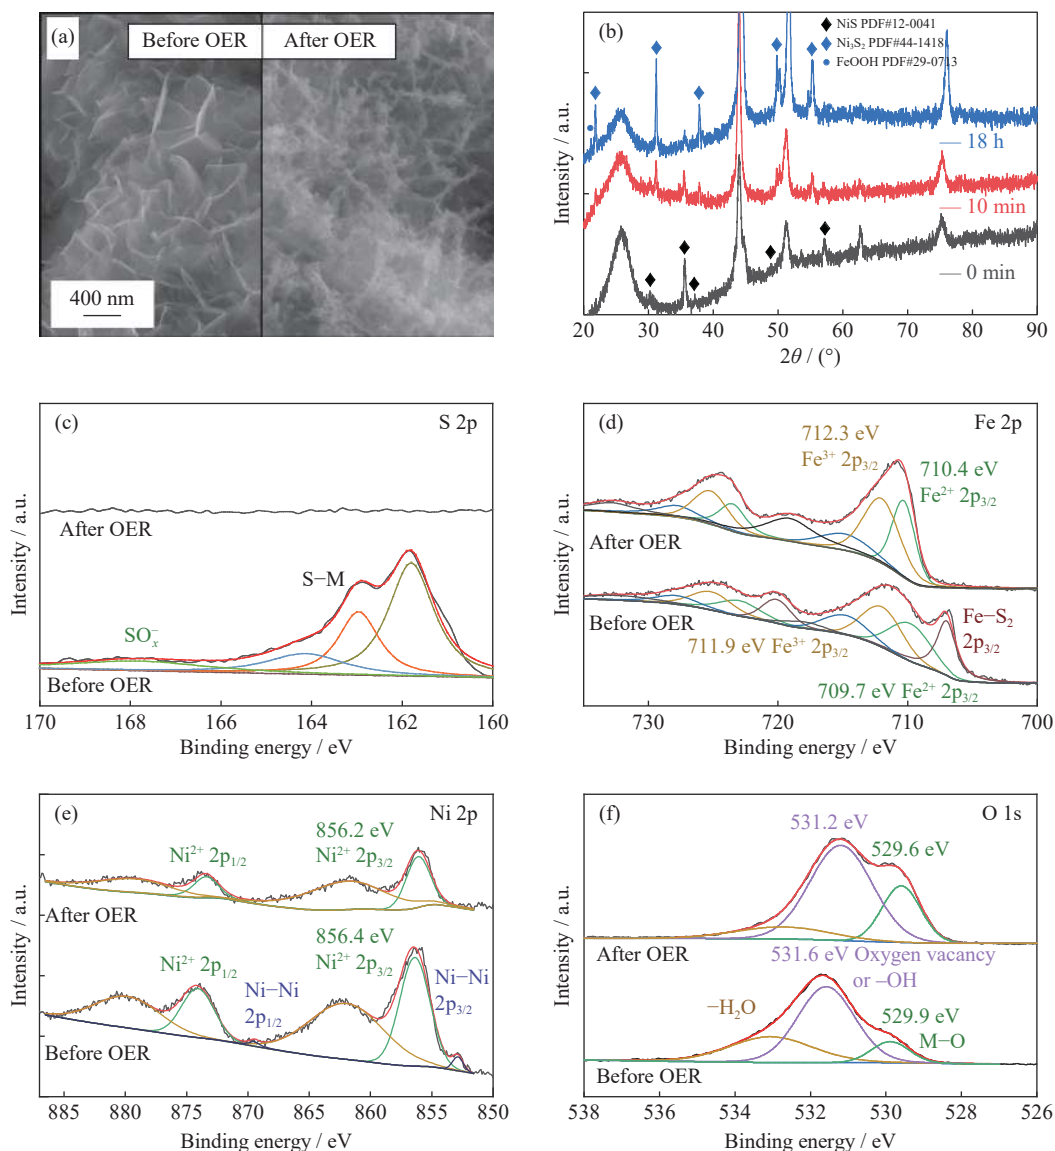 (a)
Before OER
After OER
400 nm
(b)
NiS PDF#12-0041
Ni₃S₂ PDF#44-1418
FeOOH PDF#29-0713
18 h
10 min
0 min
Intensity / a.u.
20 30 40 50 60 70 80 90
2θ / (°)
(c)
S 2p
After OER
S−M
SOₓ⁻
Before OER
Intensity / a.u.
170 168 166 164 162 160
Binding energy / eV
(d)
Fe 2p
712.3 eV
Fe³⁺ 2p₃/₂
710.4 eV
Fe²⁺ 2p₃/₂
After OER
Before OER
Fe−S₂
2p₃/₂
711.9 eV Fe³⁺ 2p₃/₂
709.7 eV Fe²⁺ 2p₃/₂
Intensity / a.u.
730 720 710 700
Binding energy / eV
(e)
Ni 2p
856.2 eV
Ni²⁺ 2p₃/₂
Ni²⁺ 2p₁/₂
After OER
856.4 eV
Ni²⁺ 2p₃/₂
Ni²⁺ 2p₁/₂
Ni−Ni
2p₁/₂
Ni−Ni
2p₃/₂
Before OER
Intensity / a.u.
885 880 875 870 865 860 855 850
Binding energy / eV
(f)
O 1s
531.2 eV
529.6 eV
After OER
531.6 eV Oxygen vacancy
or −OH
−H₂O
529.9 eV
M−O
Before OER
Intensity / a.u.
538 536 534 532 530 528 526
Binding energy / eV